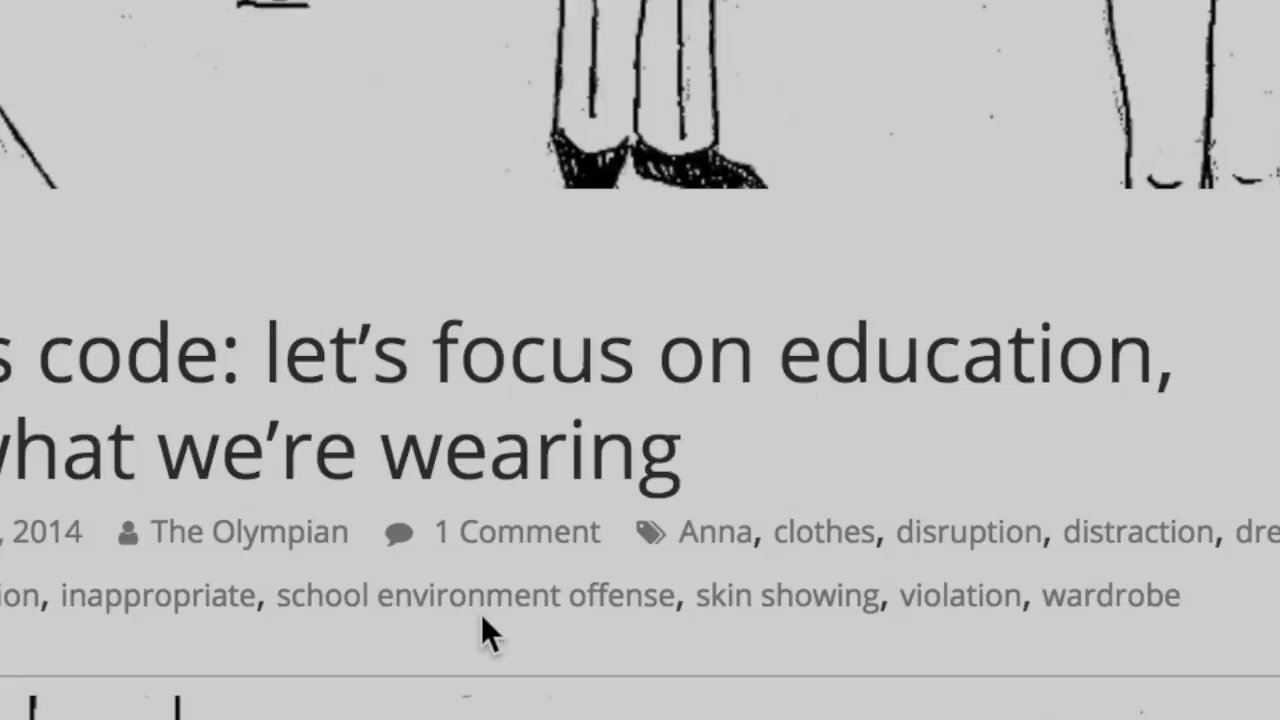 code: let's focus on education,
we're wearing
2014 The Olympian 1 Comment Anna, clothes, disruption, distraction,
inappropriate, school environment offense, skin showing, violation, wardrobe